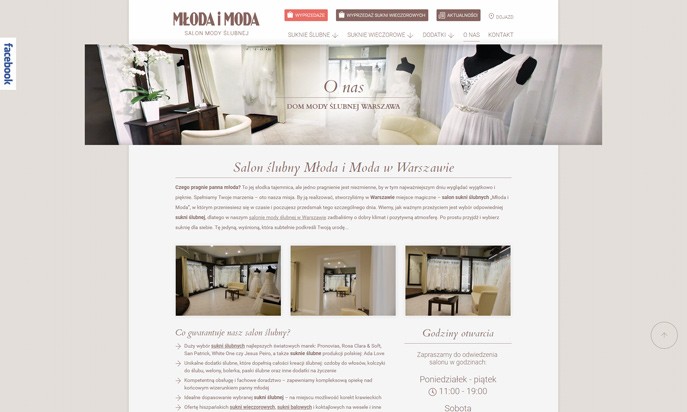 MŁODA i MODA
SALON MODY ŚLUBNEJ
WYPRZEDAŻE
WYPRZEDAŻ SUKNI WIECZOROWYCH
AKTUALNOŚCI
DOJAZD
SUKNIE ŚLUBNE
SUKNIE WIECZOROWE
DODATKI
O NAS
KONTAKT
facebook
O nas
DOM MODY ŚLUBNEJ WARSZAWA
Salon ślubny Młoda i Moda w Warszawie
Czego pragnie panna młoda? To jej słodka tajemnica, ale jedno pragnienie jest niezmienne, by w tym najważniejszym dniu wyglądać wyjątkowo i
pięknie. Spełniamy Twoje marzenia – oto nasza misja. By ją realizować, stworzyliśmy w Warszawie miejsce magiczne – salon sukni ślubnych „Młoda i
Moda", w którym przeniesiesz się w czasie i poczujesz przedsmak tego szczególnego dnia. Wiemy, jak ważnym przeżyciem jest wybór odpowiedniej
sukni ślubnej, dlatego w naszym salonie mody ślubnej w Warszawie zadbaliśmy o dobry klimat i pozytywną atmosferę. Po prostu przyjdź i wybierz
suknię dla siebie. Tę jedyną, wyśnioną, która subtelnie podkreśli Twoją urodę...
Co gwarantuje nasz salon ślubny?
Duży wybór sukni ślubnych najlepszych światowych marek: Pronovias, Rosa Clara & Soft,
San Patrick, White One czy Jesus Peiro, a także suknie ślubne produkcji polskiej: Ada Love
Unikalne dodatki ślubne, które dopełnią całości kreacji ślubnej: ozdoby do włosów, kolczyki
do ślubu, welony, bolerka, paski ślubne oraz inne dodatki na życzenie
Kompetentną obsługę i fachowe doradztwo – zapewniamy kompleksową opiekę nad
końcowym wizerunkiem panny młodej
Idealne dopasowanie wybranej sukni ślubnej – na miejscu możliwość korekt krawieckich
Ofertę hiszpańskich sukni wieczorowych, sukni balowych i koktajlowych na wesele i inne
Godziny otwarcia
Zapraszamy do odwiedzenia
salonu w godzinach:
Poniedziałek - piątek
11:00 - 19:00
Sobota